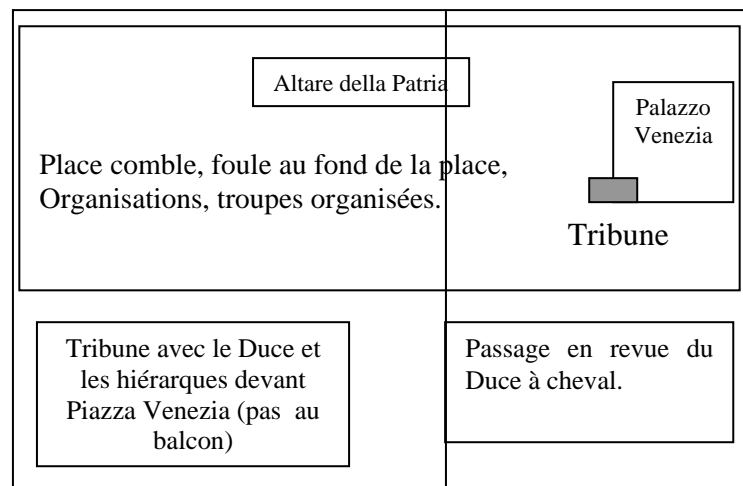 Altare della Patria
Palazzo
Venezia
Place comble, foule au fond de la place,
Organisations, troupes organisées.
Tribune
Tribune avec le Duce et
les hiérarques devant
Piazza Venezia (pas au
balcon)
Passage en revue du
Duce à cheval.